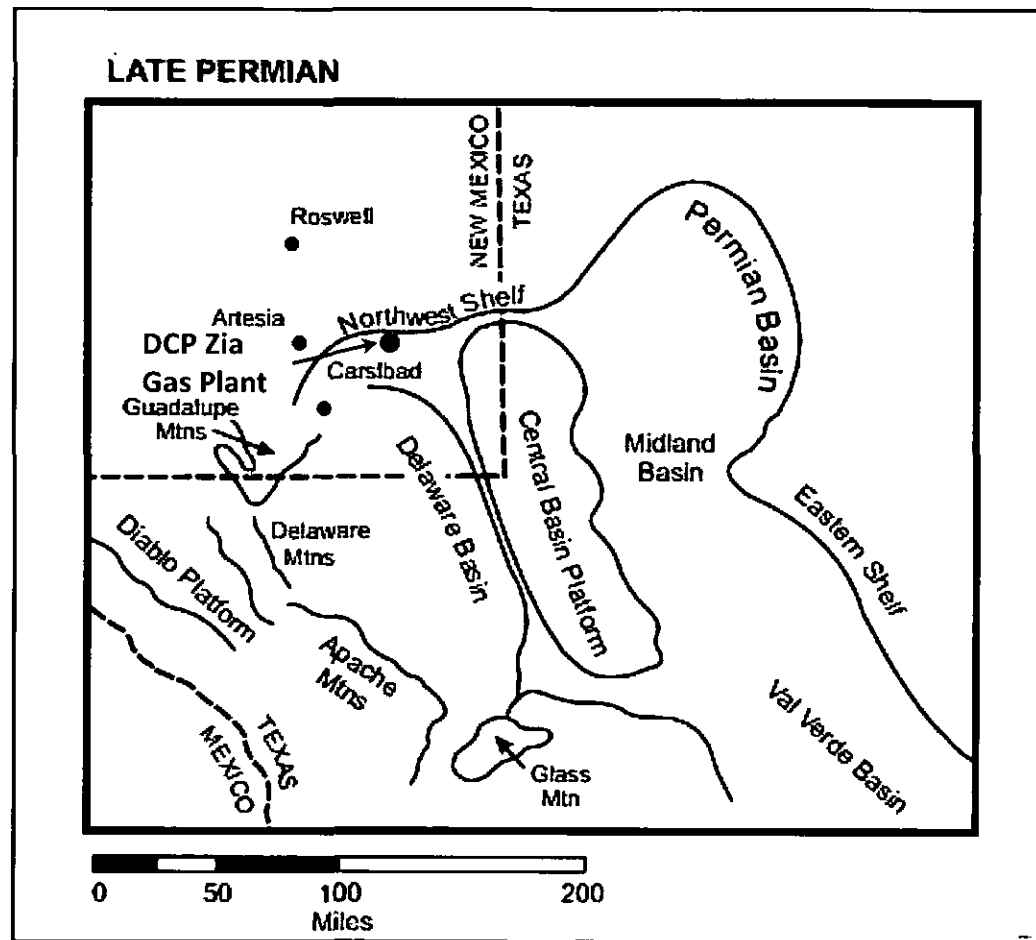 LATE PERMIAN
NEW MEXICO
TEXAS
Roswell
Permian Basin
Artesia
Northwest Shelf
DCP Zia
Gas Plant
Carslbad
Guadalupe
Mtns
Delaware Basin
Central Basin Platform
Midland
Basin
Eastern Shelf
Delaware
Mtns
Diablo Platform
Apache
Mtns
TEXAS
MEXICO
Glass
Mtn
Val Verde Basin
0 50 100 200
Miles